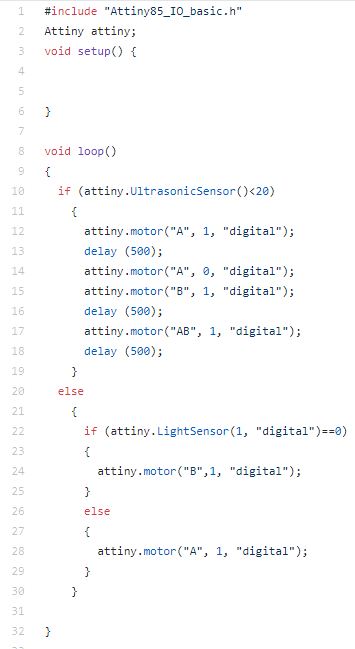 1 #include "Attiny85_IO_basic.h"
2 Attiny attiny;
3 void setup() {
4
5
6 }
7
8 void loop()
9 {
10 if (attiny.UltrasonicSensor()<20)
11 {
12 attiny.motor("A", 1, "digital");
13 delay (500);
14 attiny.motor("A", 0, "digital");
15 attiny.motor("B", 1, "digital");
16 delay (500);
17 attiny.motor("AB", 1, "digital");
18 delay (500);
19 }
20 else
21 {
22 if (attiny.LightSensor(1, "digital")==0)
23 {
24 attiny.motor("B",1, "digital");
25 }
26 else
27 {
28 attiny.motor("A", 1, "digital");
29 }
30 }
31
32 }